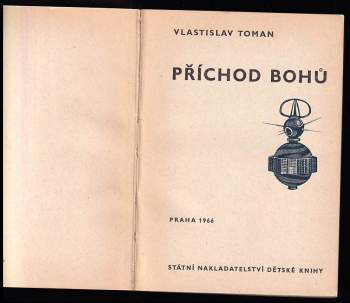 VLASTISLAV TOMAN
PŘÍCHOD BOHŮ
PRAHA 1966
STÁTNÍ NAKLADATELSTVÍ DĚTSKÉ KNIHY